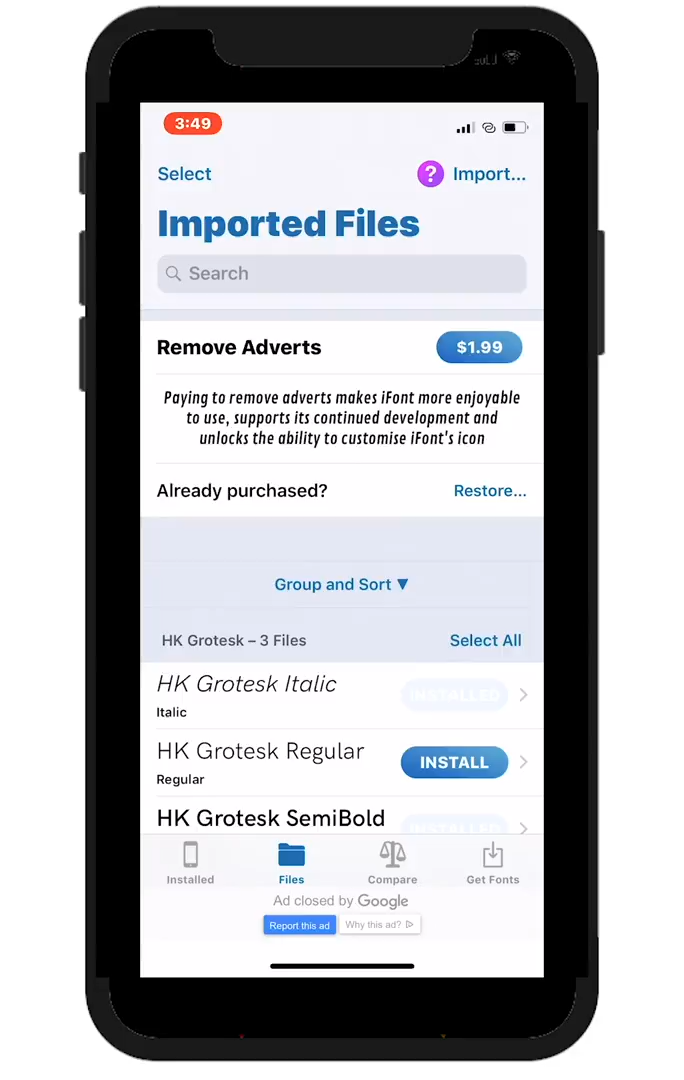 3:49
Select
? Import...
Imported Files
Search
Remove Adverts
$1.99
Paying to remove adverts makes iFont more enjoyable
to use, supports its continued development and
unlocks the ability to customise iFont's icon
Already purchased?
Restore...
Group and Sort ▼
HK Grotesk – 3 Files
Select All
HK Grotesk Italic
Italic
INSTALLED
HK Grotesk Regular
Regular
INSTALL
HK Grotesk SemiBold
INSTALLED
Installed
Files
Compare
Get Fonts
Ad closed by Google
Report this ad
Why this ad?